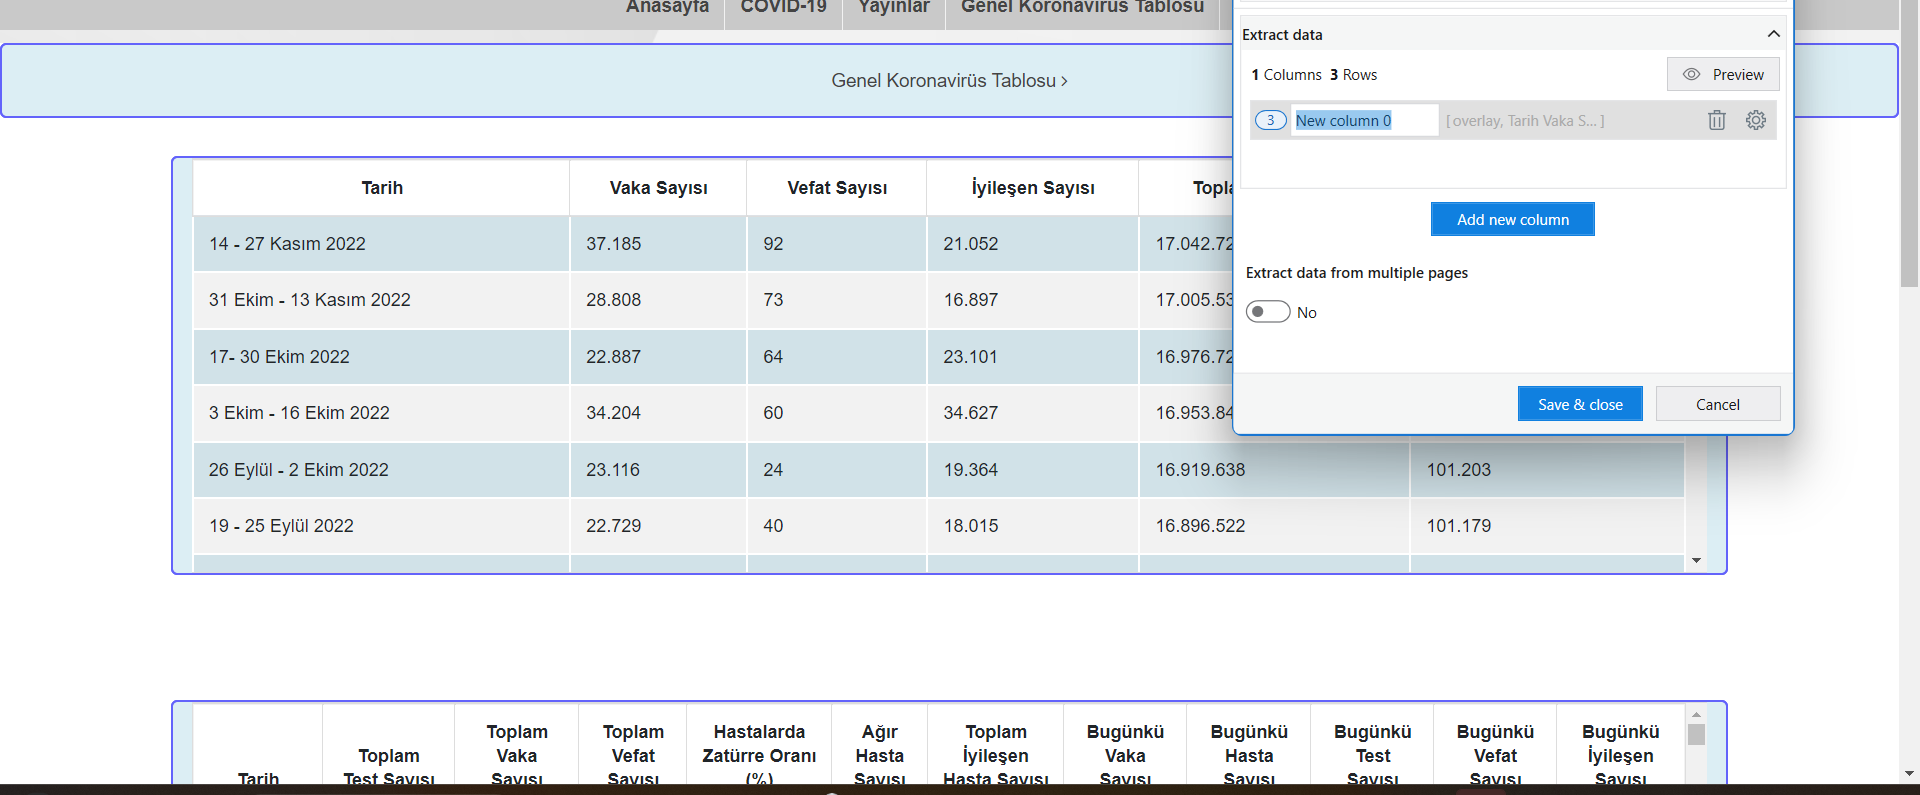 Anasayfa COVID-19 Yayınlar Genel Koronavirüs Tablosu
Genel Koronavirüs Tablosu ›
Extract data
1 Columns 3 Rows
Preview
3 New column 0 [ overlay, Tarih Vaka S... ]
Add new column
Extract data from multiple pages
No
Save & close Cancel
Tarih Vaka Sayısı Vefat Sayısı İyileşen Sayısı
14 - 27 Kasım 2022 37.185 92 21.052 17.042.72
31 Ekim - 13 Kasım 2022 28.808 73 16.897 17.005.53
17- 30 Ekim 2022 22.887 64 23.101 16.976.72
3 Ekim - 16 Ekim 2022 34.204 60 34.627 16.953.84
26 Eylül - 2 Ekim 2022 23.116 24 19.364 16.919.638 101.203
19 - 25 Eylül 2022 22.729 40 18.015 16.896.522 101.179
Tarih
Toplam
Test Sayısı
Toplam
Vaka
Sayısı
Toplam
Vefat
Sayısı
Hastalarda
Zatürre Oranı
(%)
Ağır
Hasta
Sayısı
Toplam
İyileşen
Hasta Sayısı
Bugünkü
Vaka
Sayısı
Bugünkü
Hasta
Sayısı
Bugünkü
Test
Sayısı
Bugünkü
Vefat
Sayısı
Bugünkü
İyileşen
Sayısı